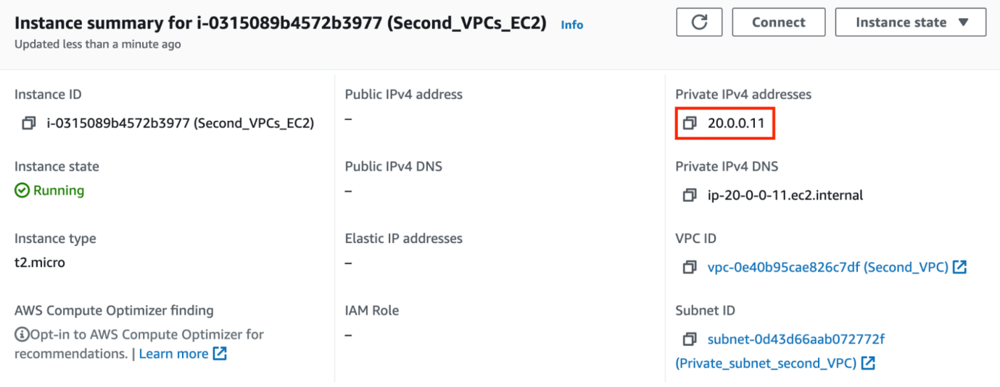 Instance summary for i-0315089b4572b3977 (Second_VPCs_EC2) Info
Connect
Instance state
Updated less than a minute ago
Instance ID
i-0315089b4572b3977 (Second_VPCs_EC2)
Public IPv4 address
–
Private IPv4 addresses
20.0.0.11
Instance state
Running
Public IPv4 DNS
–
Private IPv4 DNS
ip-20-0-0-11.ec2.internal
Instance type
t2.micro
Elastic IP addresses
–
VPC ID
vpc-0e40b95cae826c7df (Second_VPC)
AWS Compute Optimizer finding
Opt-in to AWS Compute Optimizer for
recommendations. | Learn more
IAM Role
–
Subnet ID
subnet-0d43d66aab072772f
(Private_subnet_second_VPC)